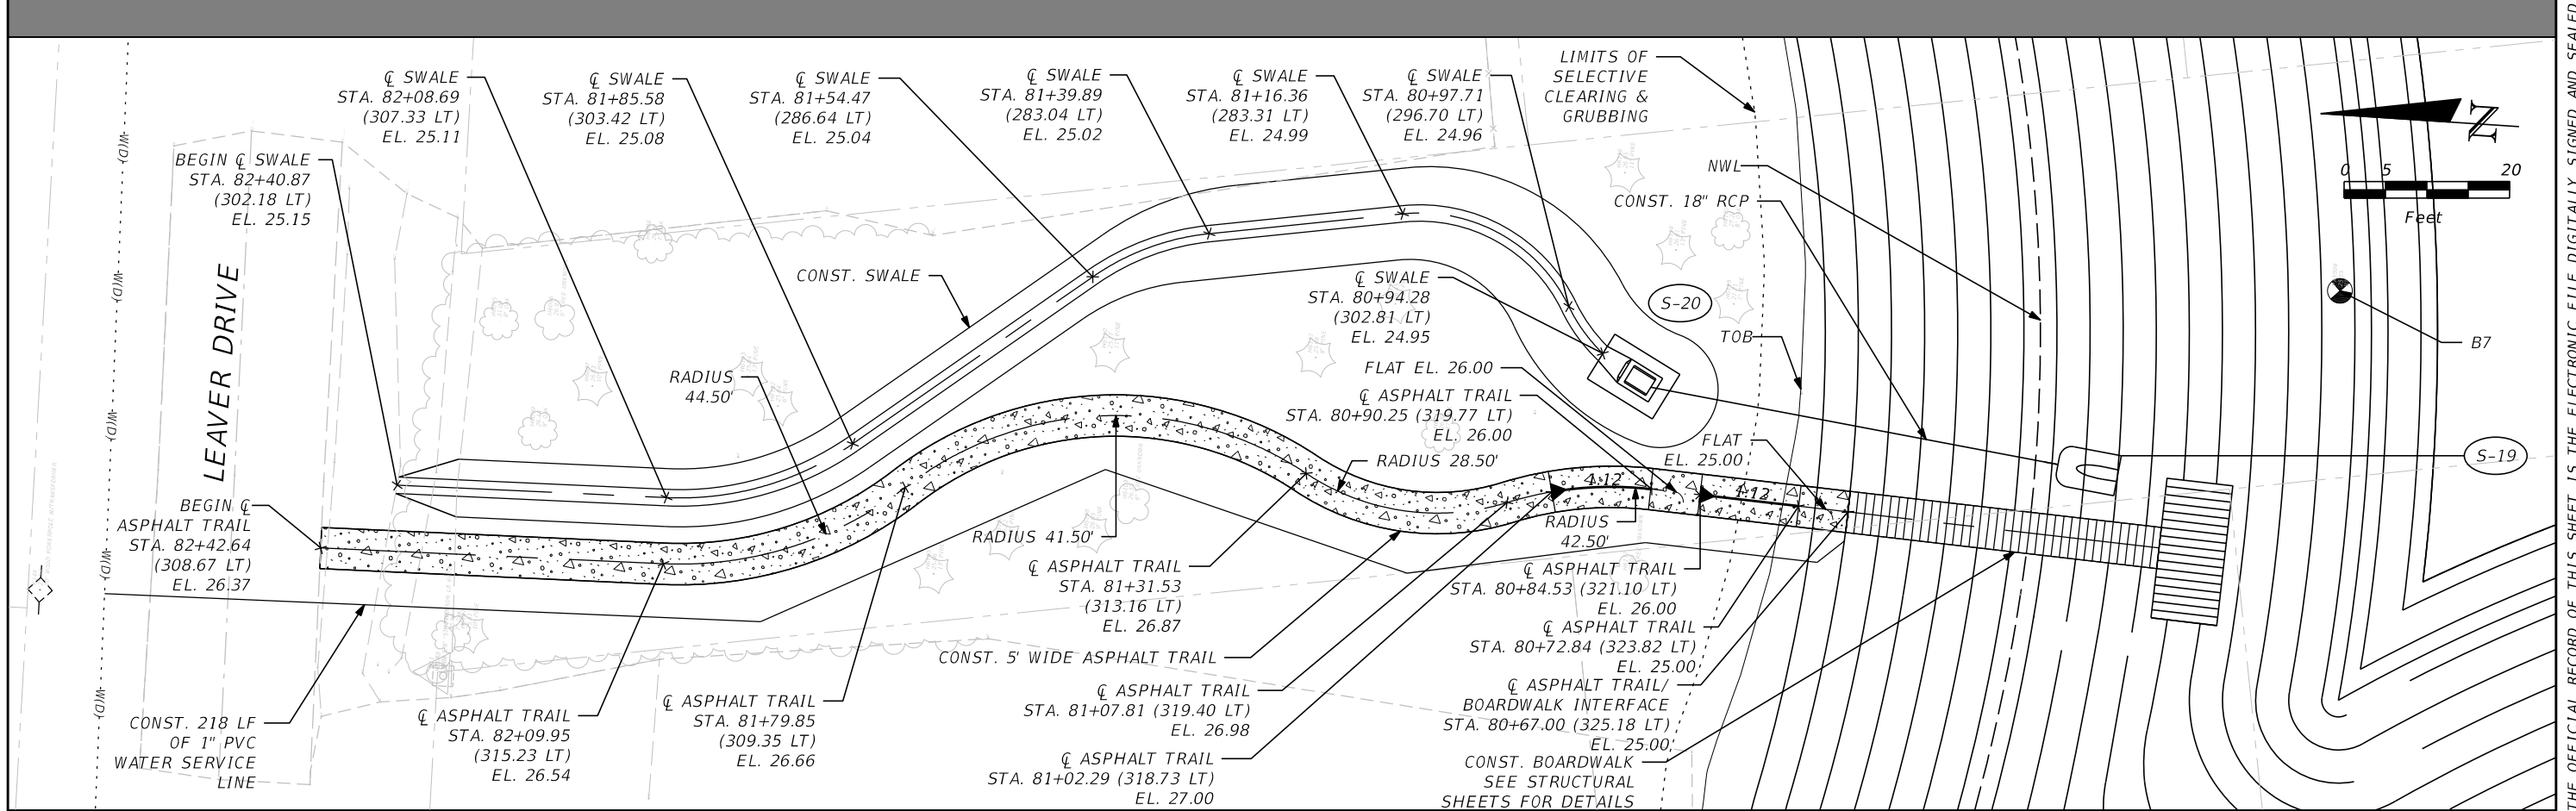 ℄ SWALE
STA. 82+08.69
(307.33 LT)
EL. 25.11
℄ SWALE
STA. 81+85.58
(303.42 LT)
EL. 25.08
℄ SWALE
STA. 81+54.47
(286.64 LT)
EL. 25.04
℄ SWALE
STA. 81+39.89
(283.04 LT)
EL. 25.02
℄ SWALE
STA. 81+16.36
(283.31 LT)
EL. 24.99
℄ SWALE
STA. 80+97.71
(296.70 LT)
EL. 24.96
LIMITS OF
SELECTIVE
CLEARING &
GRUBBING
N
0 5 20
Feet
BEGIN ℄ SWALE
STA. 82+40.87
(302.18 LT)
EL. 25.15
NWL
CONST. 18" RCP
W(D)
W(D)
W(D)
W(D)
W(D)
LEAVER DRIVE
CONST. SWALE
℄ SWALE
STA. 80+94.28
(302.81 LT)
EL. 24.95
S-20
TOB
B7
RADIUS
44.50'
FLAT EL. 26.00
℄ ASPHALT TRAIL
STA. 80+90.25 (319.77 LT)
EL. 26.00
FLAT
EL. 25.00
RADIUS 28.50'
S-19
1:12
1:12
BEGIN ℄
ASPHALT TRAIL
STA. 82+42.64
(308.67 LT)
EL. 26.37
RADIUS 41.50'
RADIUS
42.50'
℄ ASPHALT TRAIL
STA. 81+31.53
(313.16 LT)
EL. 26.87
℄ ASPHALT TRAIL
STA. 80+84.53 (321.10 LT)
EL. 26.00
℄ ASPHALT TRAIL
STA. 80+72.84 (323.82 LT)
EL. 25.00
CONST. 5' WIDE ASPHALT TRAIL
℄ ASPHALT TRAIL/
BOARDWALK INTERFACE
STA. 80+67.00 (325.18 LT)
EL. 25.00
℄ ASPHALT TRAIL
STA. 81+07.81 (319.40 LT)
EL. 26.98
CONST. 218 LF
OF 1" PVC
WATER SERVICE
LINE
℄ ASPHALT TRAIL
STA. 82+09.95
(315.23 LT)
EL. 26.54
℄ ASPHALT TRAIL
STA. 81+79.85
(309.35 LT)
EL. 26.66
℄ ASPHALT TRAIL
STA. 81+02.29 (318.73 LT)
EL. 27.00
CONST. BOARDWALK
SEE STRUCTURAL
SHEETS FOR DETAILS
THE OFFICIAL RECORD OF THIS SHEET IS THE ELECTRONIC FILE DIGITALLY SIGNED AND SEALED